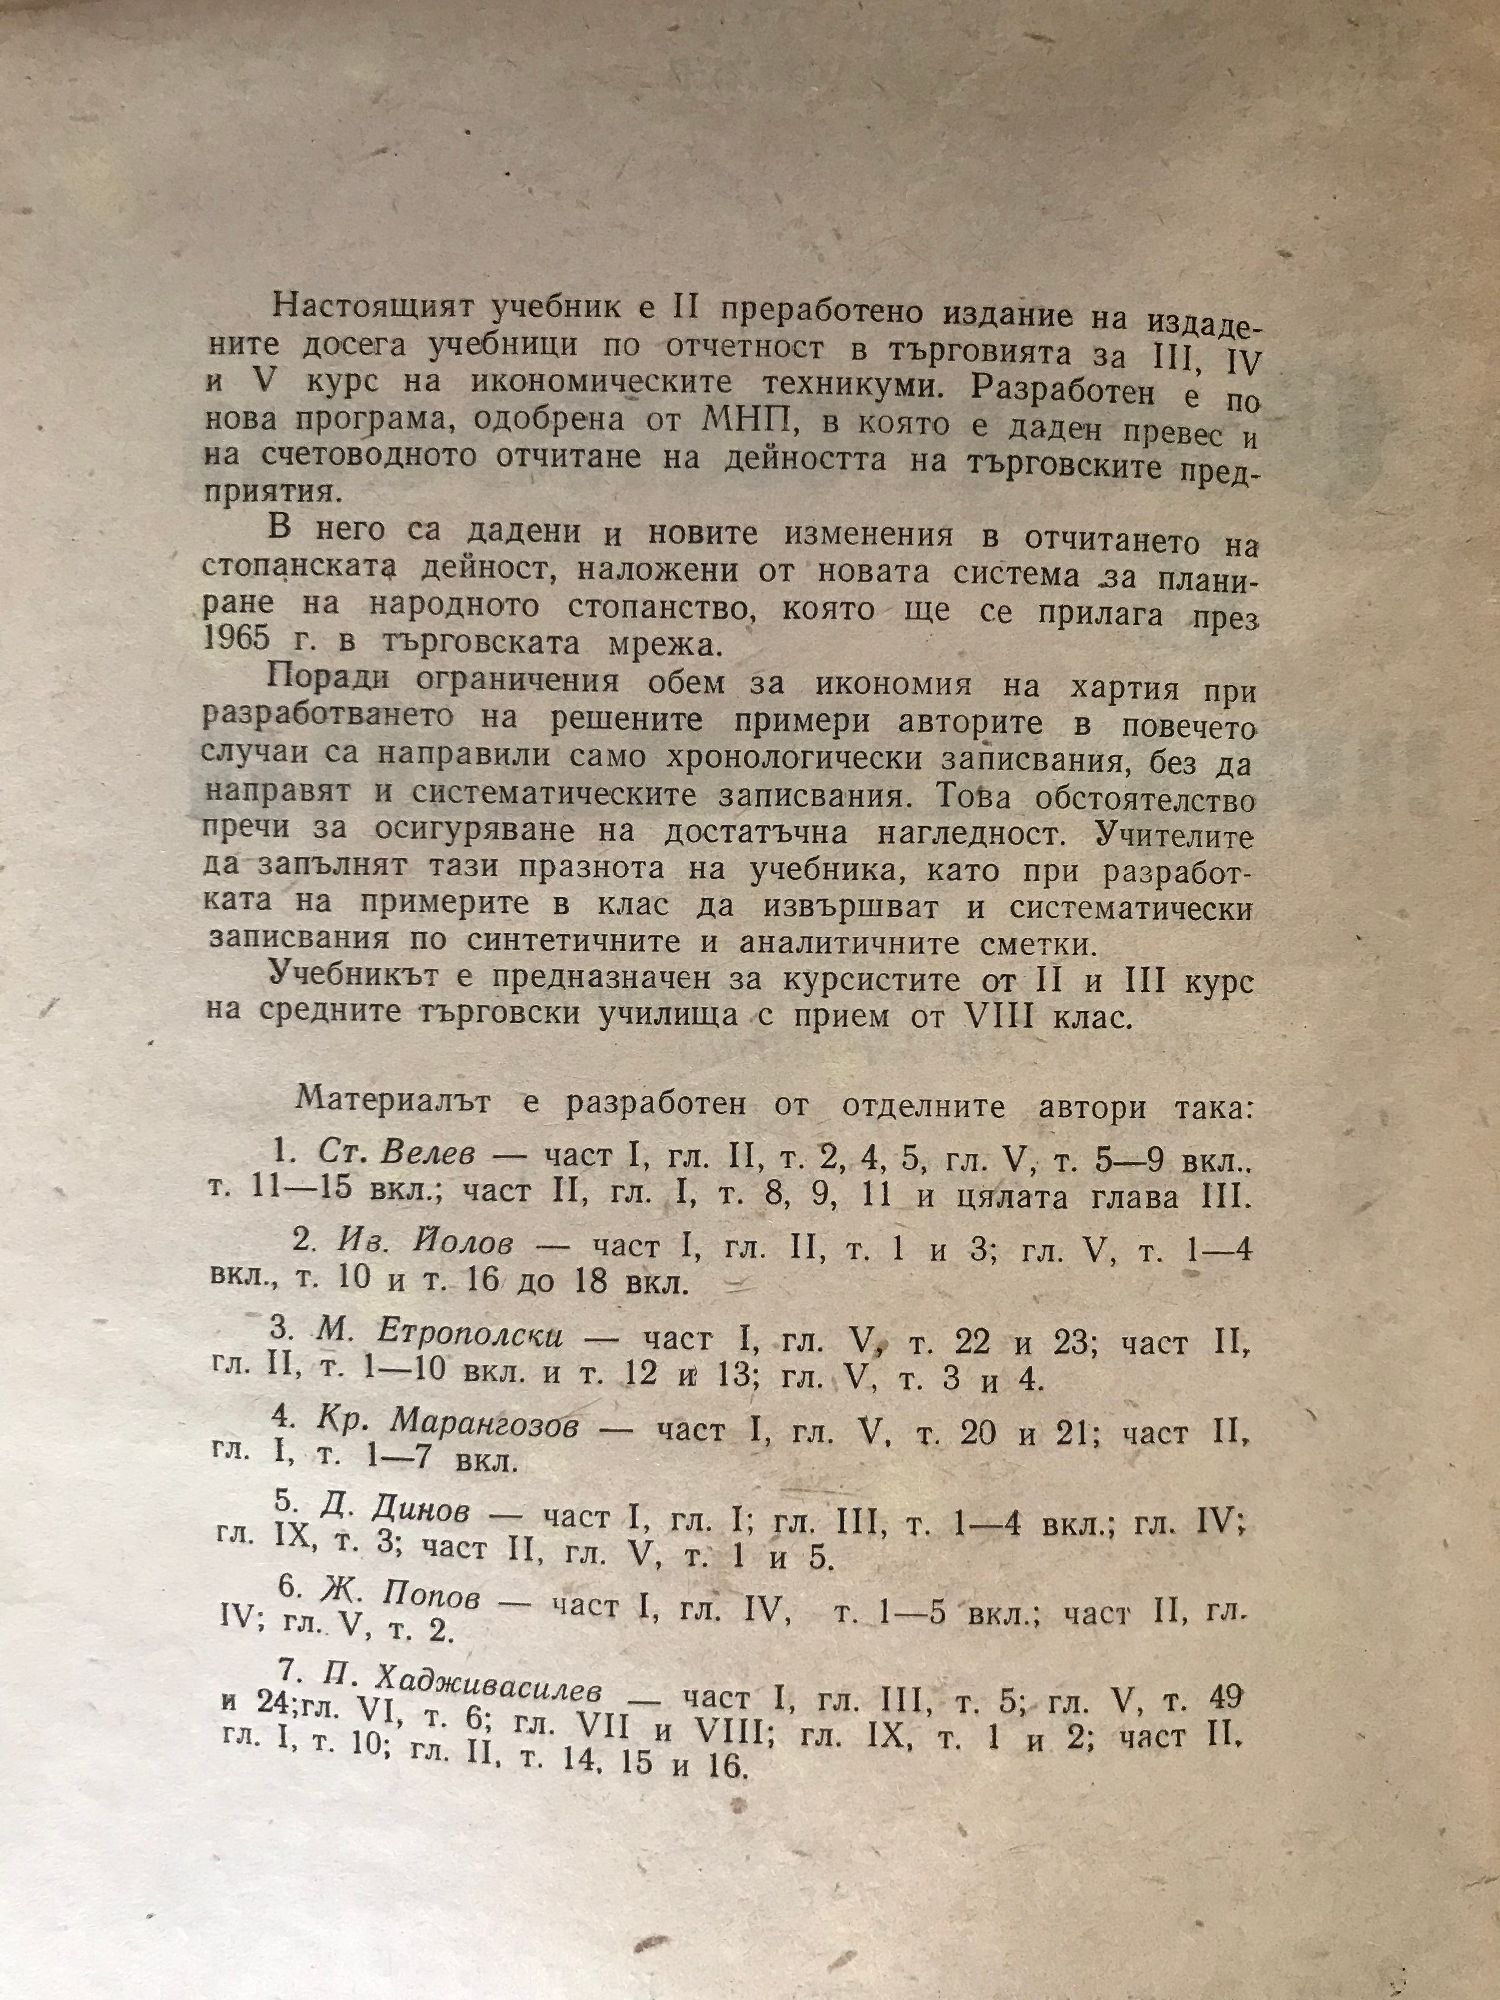 Настоящият учебник е II преработено издание на издаде-
ните досега учебници по отчетност в търговията за III, IV
и V курс на икономическите техникуми. Разработен е по
нова програма, одобрена от МНП, в която е даден превес и
на счетоводното отчитане на дейността на търговските пред-
приятия.
В него са дадени и новите изменения в отчитането на
стопанската дейност, наложени от новата система за плани-
ране на народното стопанство, която ще се прилага през
1965 г. в търговската мрежа.
Поради ограничения обем за икономия на хартия при
разработването на решените примери авторите в повечето
случаи са направили само хронологически записвания, без да
направят и систематическите записвания. Това обстоятелство
пречи за осигуряване на достатъчна нагледност. Учителите
да запълнят тази празнота на учебника, като при разработ-
ката на примерите в клас да извършват и систематически
записвания по синтетичните и аналитичните сметки.
Учебникът е предназначен за курсистите от II и III курс
на средните търговски училища с прием от VIII клас.
Материалът е разработен от отделните автори така:
1. Ст. Велев — част I, гл. II, т. 2, 4, 5, гл. V, т. 5—9 вкл..
т. 11—15 вкл.; част II, гл. I, т. 8, 9, 11 и цялата глава III.
2. Ив. Йолов — част I, гл. II, т. 1 и 3; гл. V, т. 1—4
вкл., т. 10 и т. 16 до 18 вкл.
3. М. Етрополски — част I, гл. V, т. 22 и 23; част II,
гл. II, т. 1—10 вкл. и т. 12 и 13; гл. V, т. 3 и 4.
4. Кр. Марангозов — част I, гл. V, т. 20 и 21; част II,
гл. I, т. 1—7 вкл.
5. Д. Динов — част I, гл. I; гл. III, т. 1—4 вкл.; гл. IV;
гл. IX, т. 3; част II, гл. V, т. 1 и 5.
6. Ж. Попов — част I, гл. IV, т. 1—5 вкл.; част II, гл.
IV; гл. V, т. 2.
7. П. Хадживасилев — част I, гл. III, т. 5; гл. V, т. 49
и 24;гл. VI, т. 6; гл. VII и VIII; гл. IX, т. 1 и 2; част II,
гл. I, т. 10; гл. II, т. 14, 15 и 16.